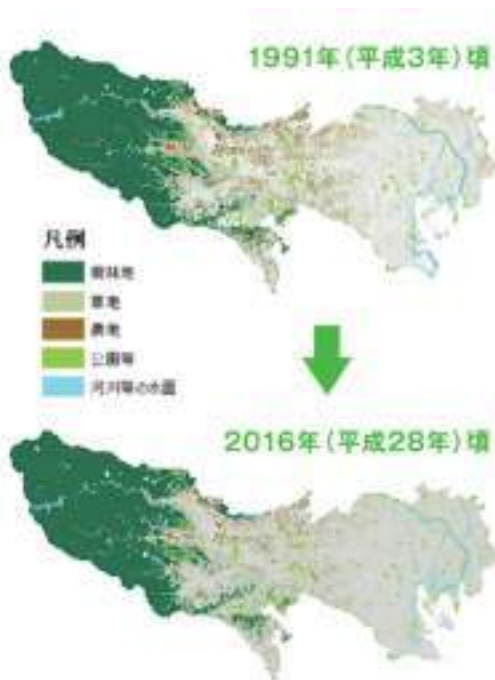 1991年(平成3年)頃
凡例
樹林地
草地
農地
公園等
河川等の水面
2016年(平成28年)頃